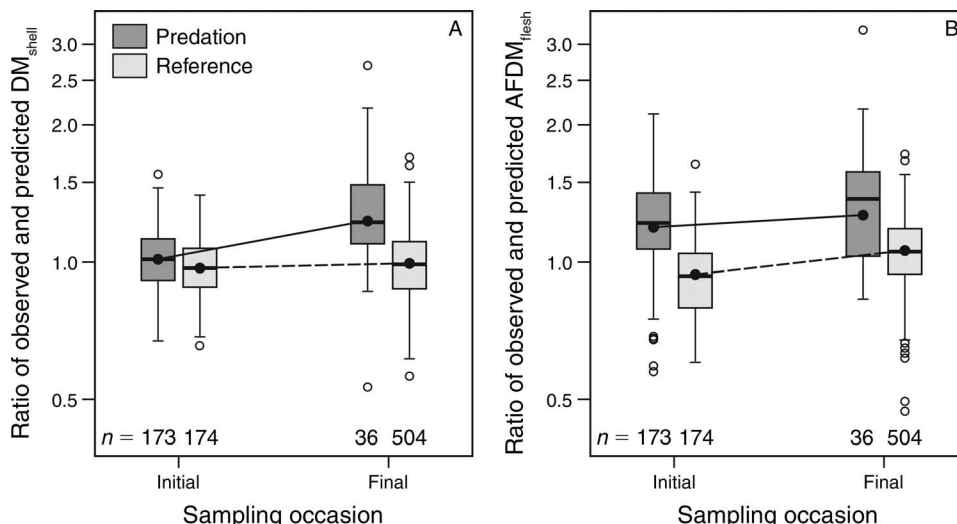 Ratio of observed and predicted DM_shell
3.0
2.5
2.0
1.5
1.0
0.5
Predation
Reference
A
n = 173 174 36 504
Initial Final
Sampling occasion
Ratio of observed and predicted AFDM_flesh
3.0
2.5
2.0
1.5
1.0
0.5
B
n = 173 174 36 504
Initial Final
Sampling occasion